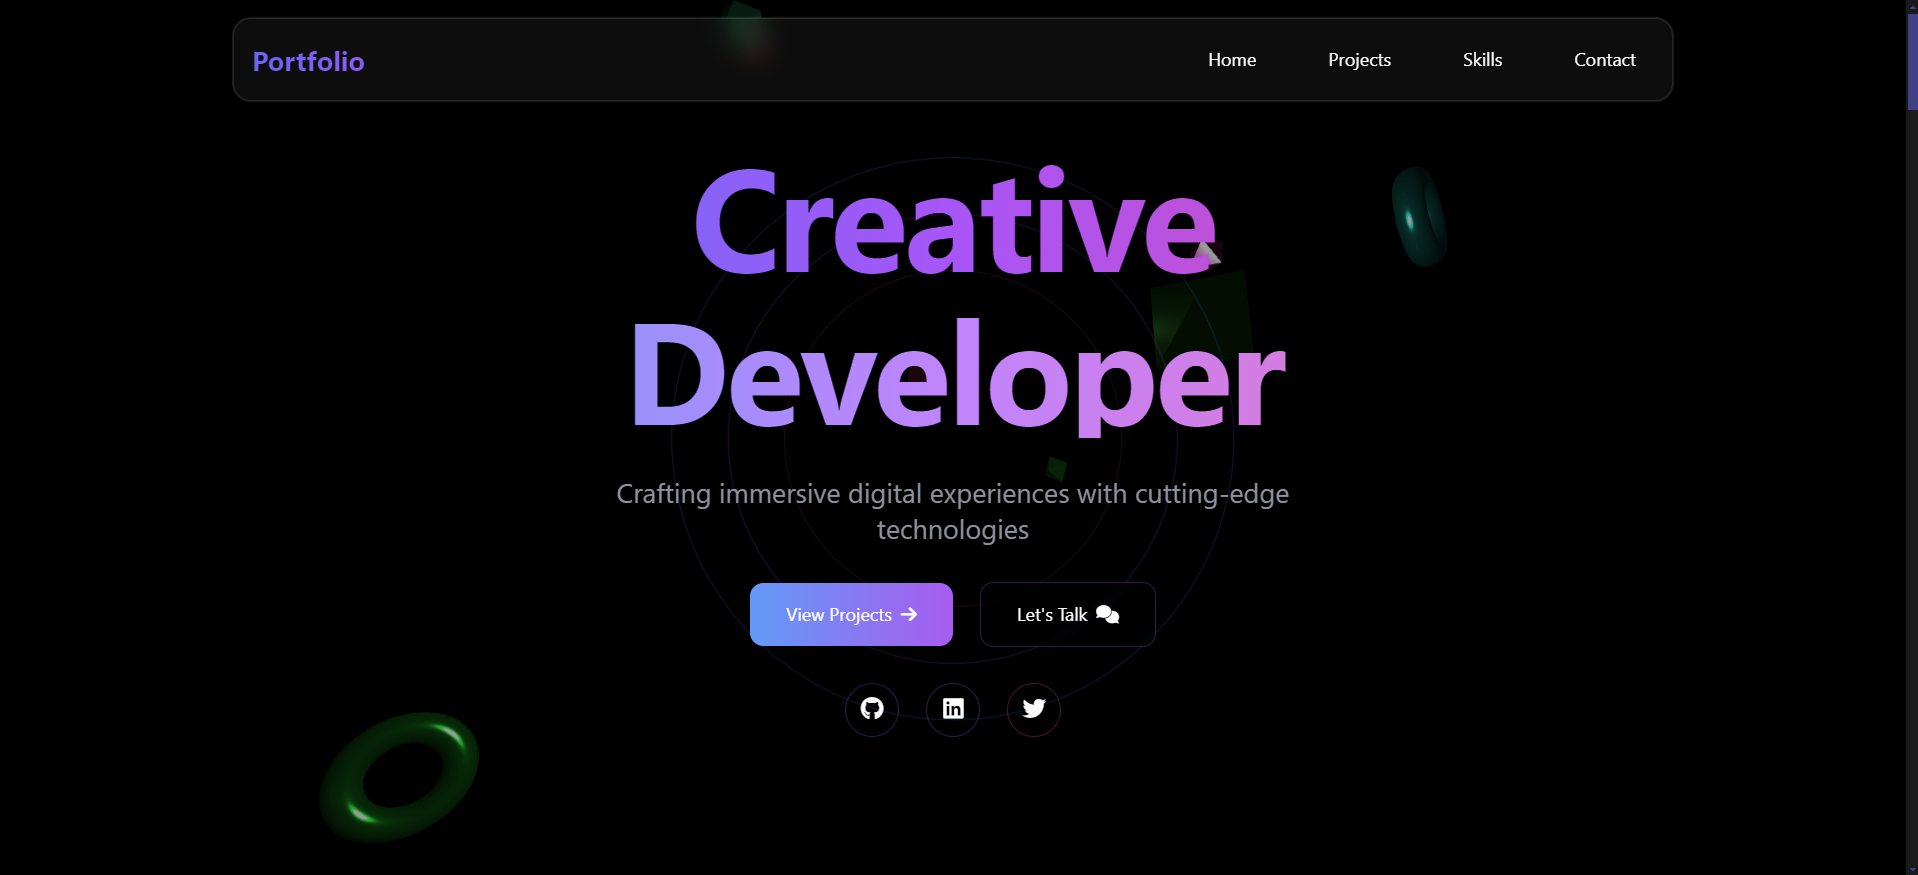 Portfolio
Home Projects Skills Contact
Creative
Developer
Crafting immersive digital experiences with cutting-edge
technologies
View Projects
Let's Talk